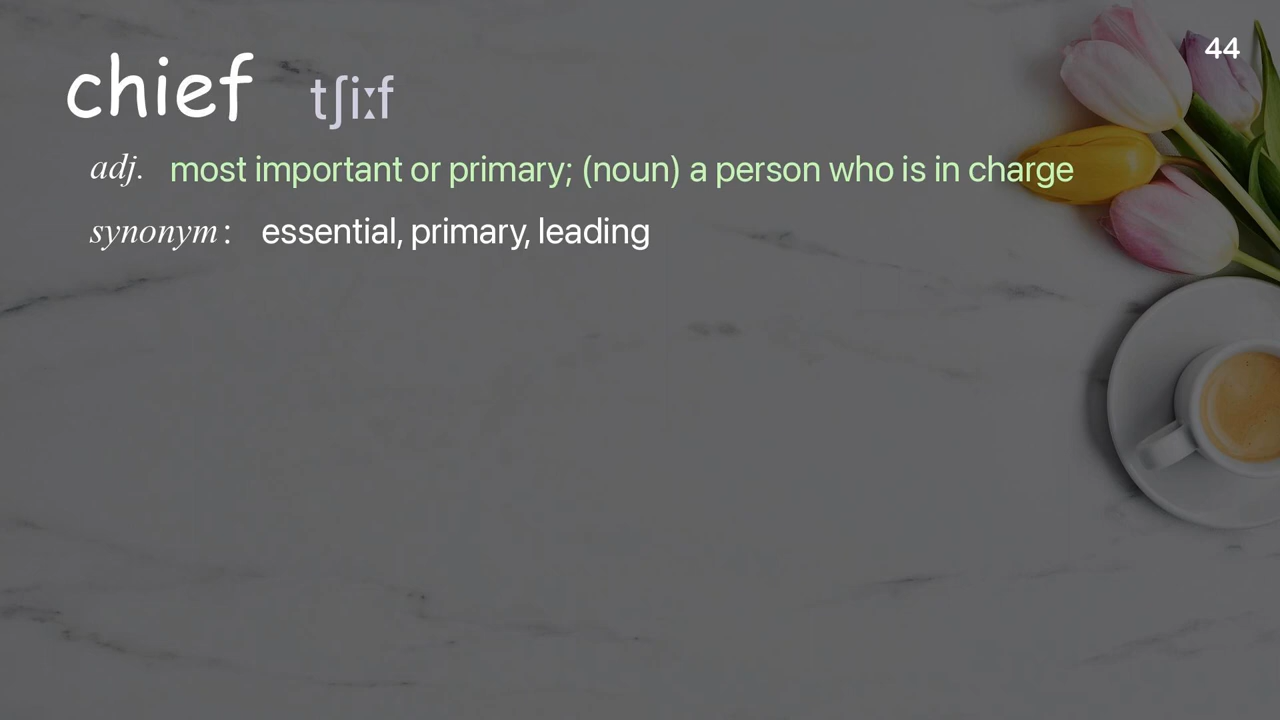 44
chief tʃiːf
adj. most important or primary; (noun) a person who is in charge
synonym : essential, primary, leading